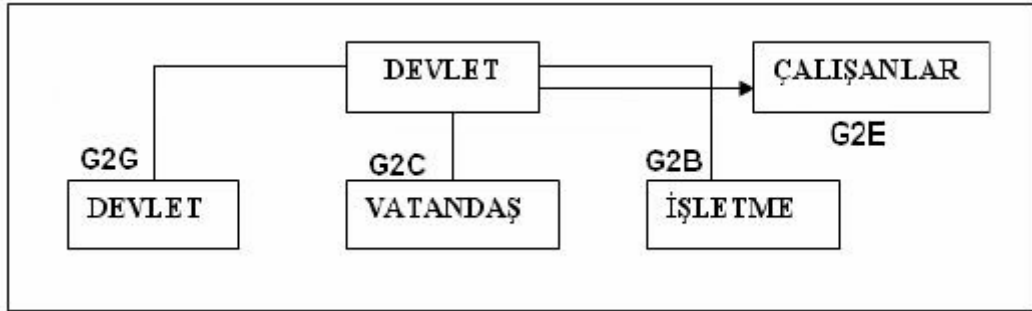 DEVLET
ÇALIŞANLAR
G2E
G2G
G2C
G2B
DEVLET
VATANDAŞ
İŞLETME